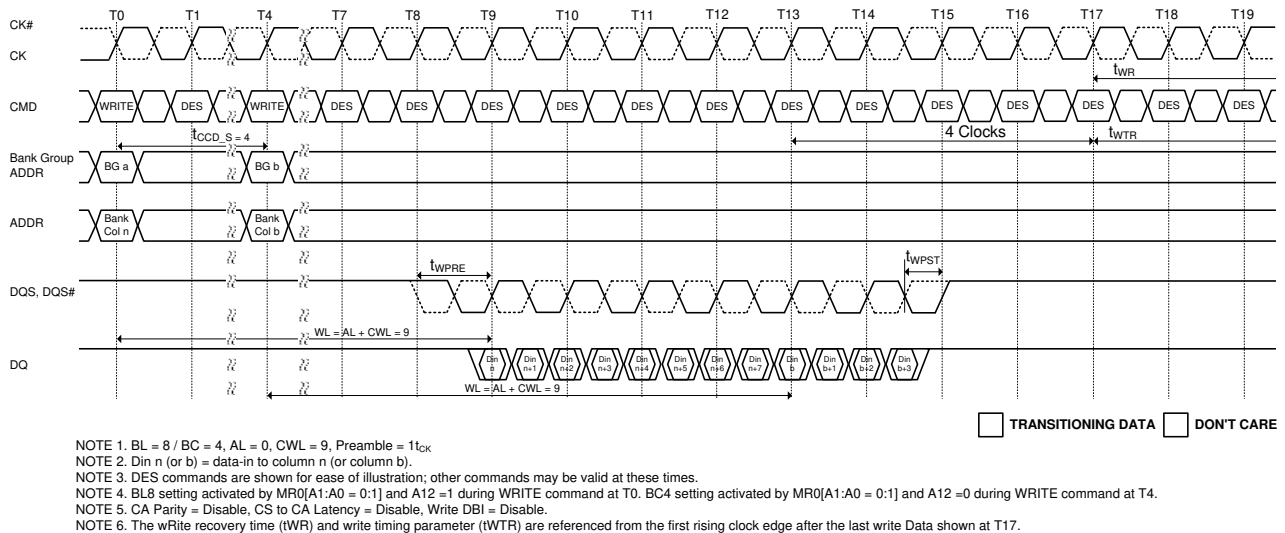 T0 T1 T4 T7 T8 T9 T10 T11 T12 T13 T14 T15 T16 T17 T18 T19
CK#
CK
tWR
CMD WRITE DES WRITE DES DES DES DES DES DES DES DES DES DES DES DES DES
tCCD_S = 4 4 Clocks tWTR
Bank Group
ADDR
BG a BG b
ADDR
Bank
Col n
Bank
Col b
tWPRE tWPST
DQS, DQS#
WL = AL + CWL = 9
DQ
Din
n
Din
n+1
Din
n+2
Din
n+3
Din
n+4
Din
n+5
Din
n+6
Din
n+7
Din
b
Din
b+1
Din
b+2
Din
b+3
WL = AL + CWL = 9
TRANSITIONING DATA DON'T CARE
NOTE 1. BL = 8 / BC = 4, AL = 0, CWL = 9, Preamble = 1tCK
NOTE 2. Din n (or b) = data-in to column n (or column b).
NOTE 3. DES commands are shown for ease of illustration; other commands may be valid at these times.
NOTE 4. BL8 setting activated by MR0[A1:A0 = 0:1] and A12 =1 during WRITE command at T0. BC4 setting activated by MR0[A1:A0 = 0:1] and A12 =0 during WRITE command at T4.
NOTE 5. CA Parity = Disable, CS to CA Latency = Disable, Write DBI = Disable.
NOTE 6. The wRite recovery time (tWR) and write timing parameter (tWTR) are referenced from the first rising clock edge after the last write Data shown at T17.